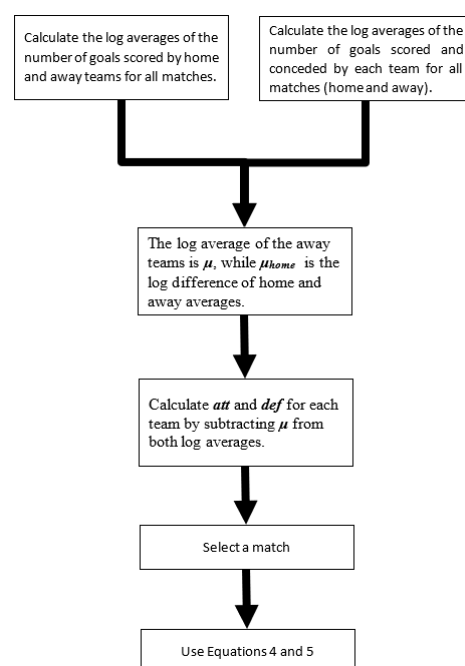 Calculate the log averages of the
number of goals scored by home
and away teams for all matches.
Calculate the log averages of the
number of goals scored and
conceded by each team for all
matches (home and away).
The log average of the away
teams is μ, while μhome is the
log difference of home and
away averages.
Calculate att and def for each
team by subtracting μ from
both log averages.
Select a match
Use Equations 4 and 5